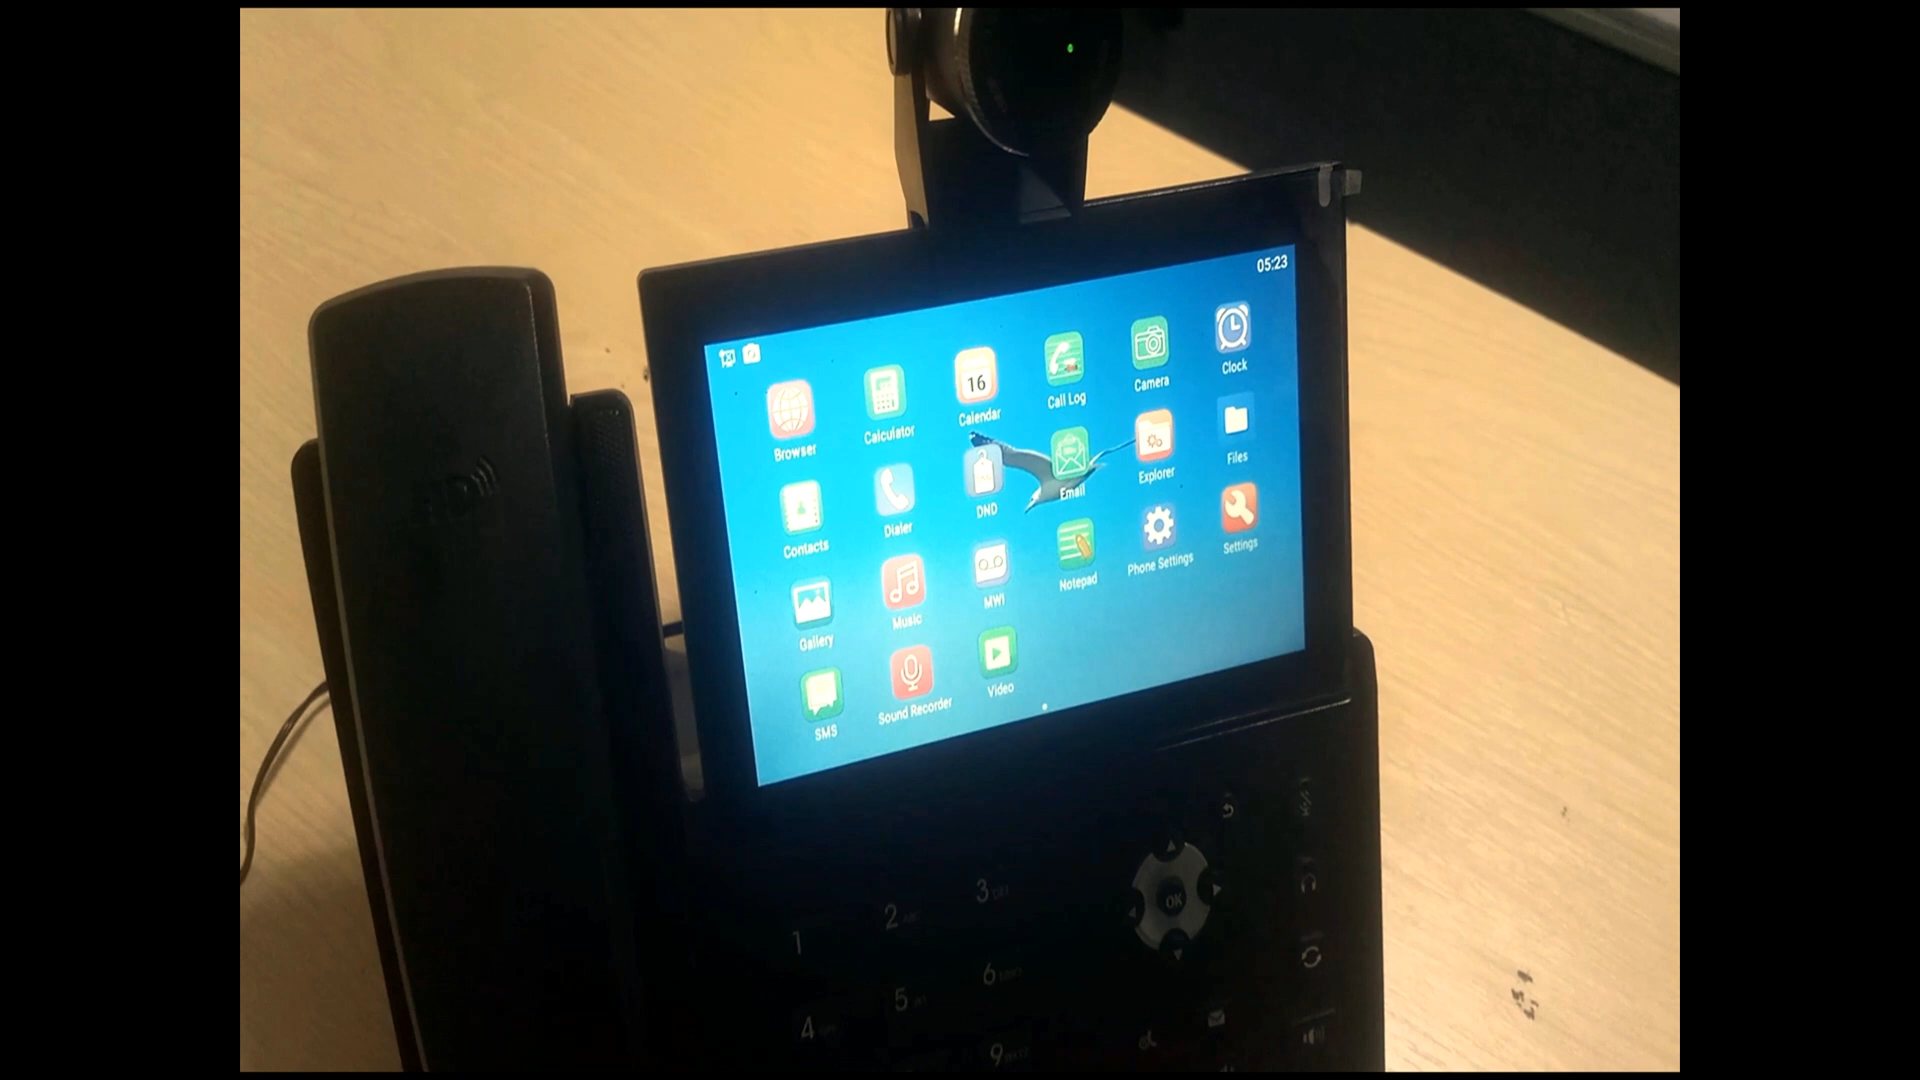 05:23
Browser Calculator 16 Calendar Call Log Camera Clock
Contacts Dialer DND Email Explorer Files
Gallery Music MWI Notepad Phone Settings Settings
SMS Sound Recorder Video
OK
1 2 3
4 5 6
9